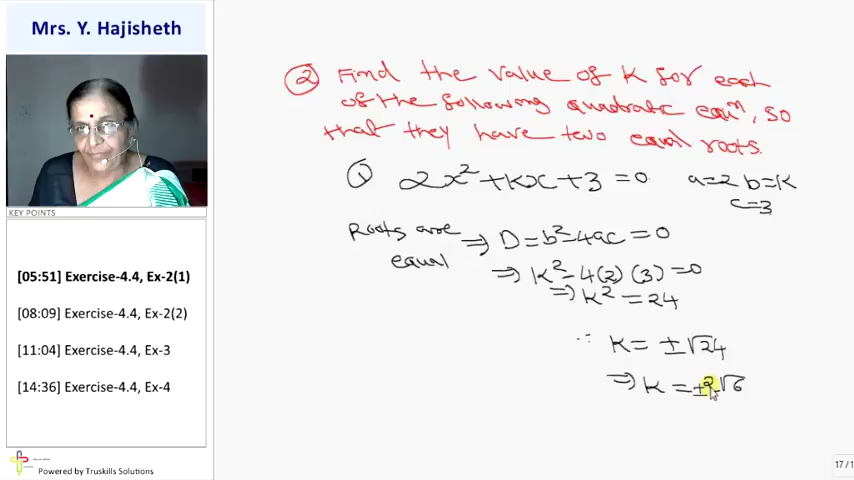 Mrs. Y. Hajisheth
KEY POINTS
[05:51] Exercise-4.4, Ex-2(1)
[08:09] Exercise-4.4, Ex-2(2)
[11:04] Exercise-4.4, Ex-3
[14:36] Exercise-4.4, Ex-4
Powered by Truskills Solutions
② Find the value of K for each
of the following quadratic equⁿ, so
that they have two equal roots.
① 2x² + kx + 3 = 0 a=2 b=K
c=3
Roots are ⇒ D = b² - 4ac = 0
equal ⇒ K² - 4(2)(3) = 0
⇒ K² = 24
∴ K = ±√24
⇒ K = ±2√6
17/1